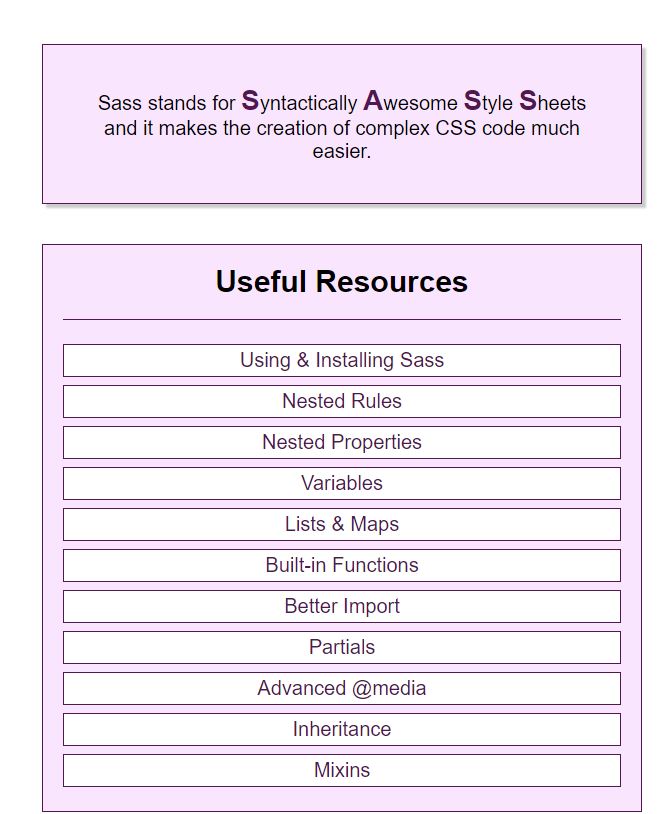 Sass stands for Syntactically Awesome Style Sheets
and it makes the creation of complex CSS code much
easier.
Useful Resources
Using & Installing Sass
Nested Rules
Nested Properties
Variables
Lists & Maps
Built-in Functions
Better Import
Partials
Advanced @media
Inheritance
Mixins